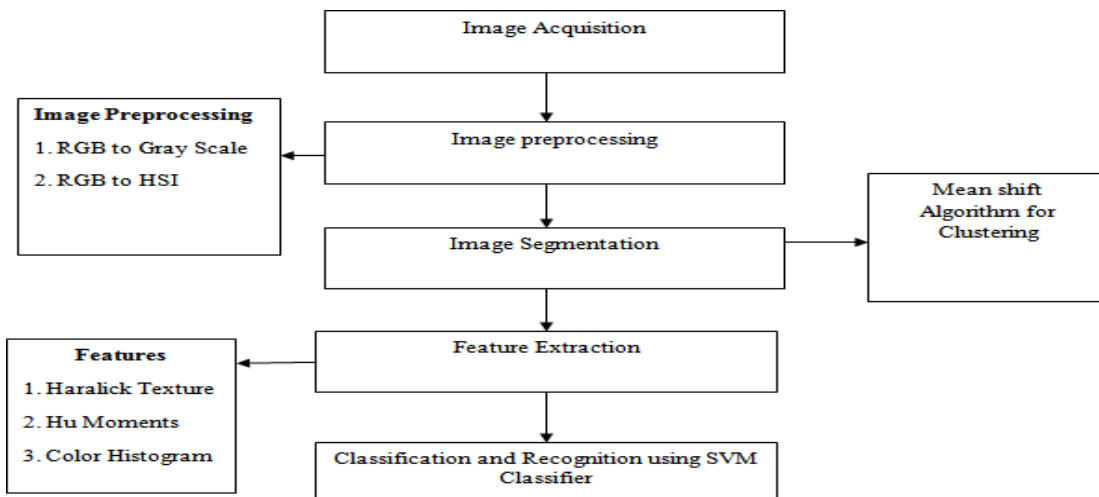 Image Acquisition
Image Preprocessing
1. RGB to Gray Scale
2. RGB to HSI
Image preprocessing
Mean shift
Algorithm for
Clustering
Image Segmentation
Features
1. Haralick Texture
2. Hu Moments
3. Color Histogram
Feature Extraction
Classification and Recognition using SVM
Classifier